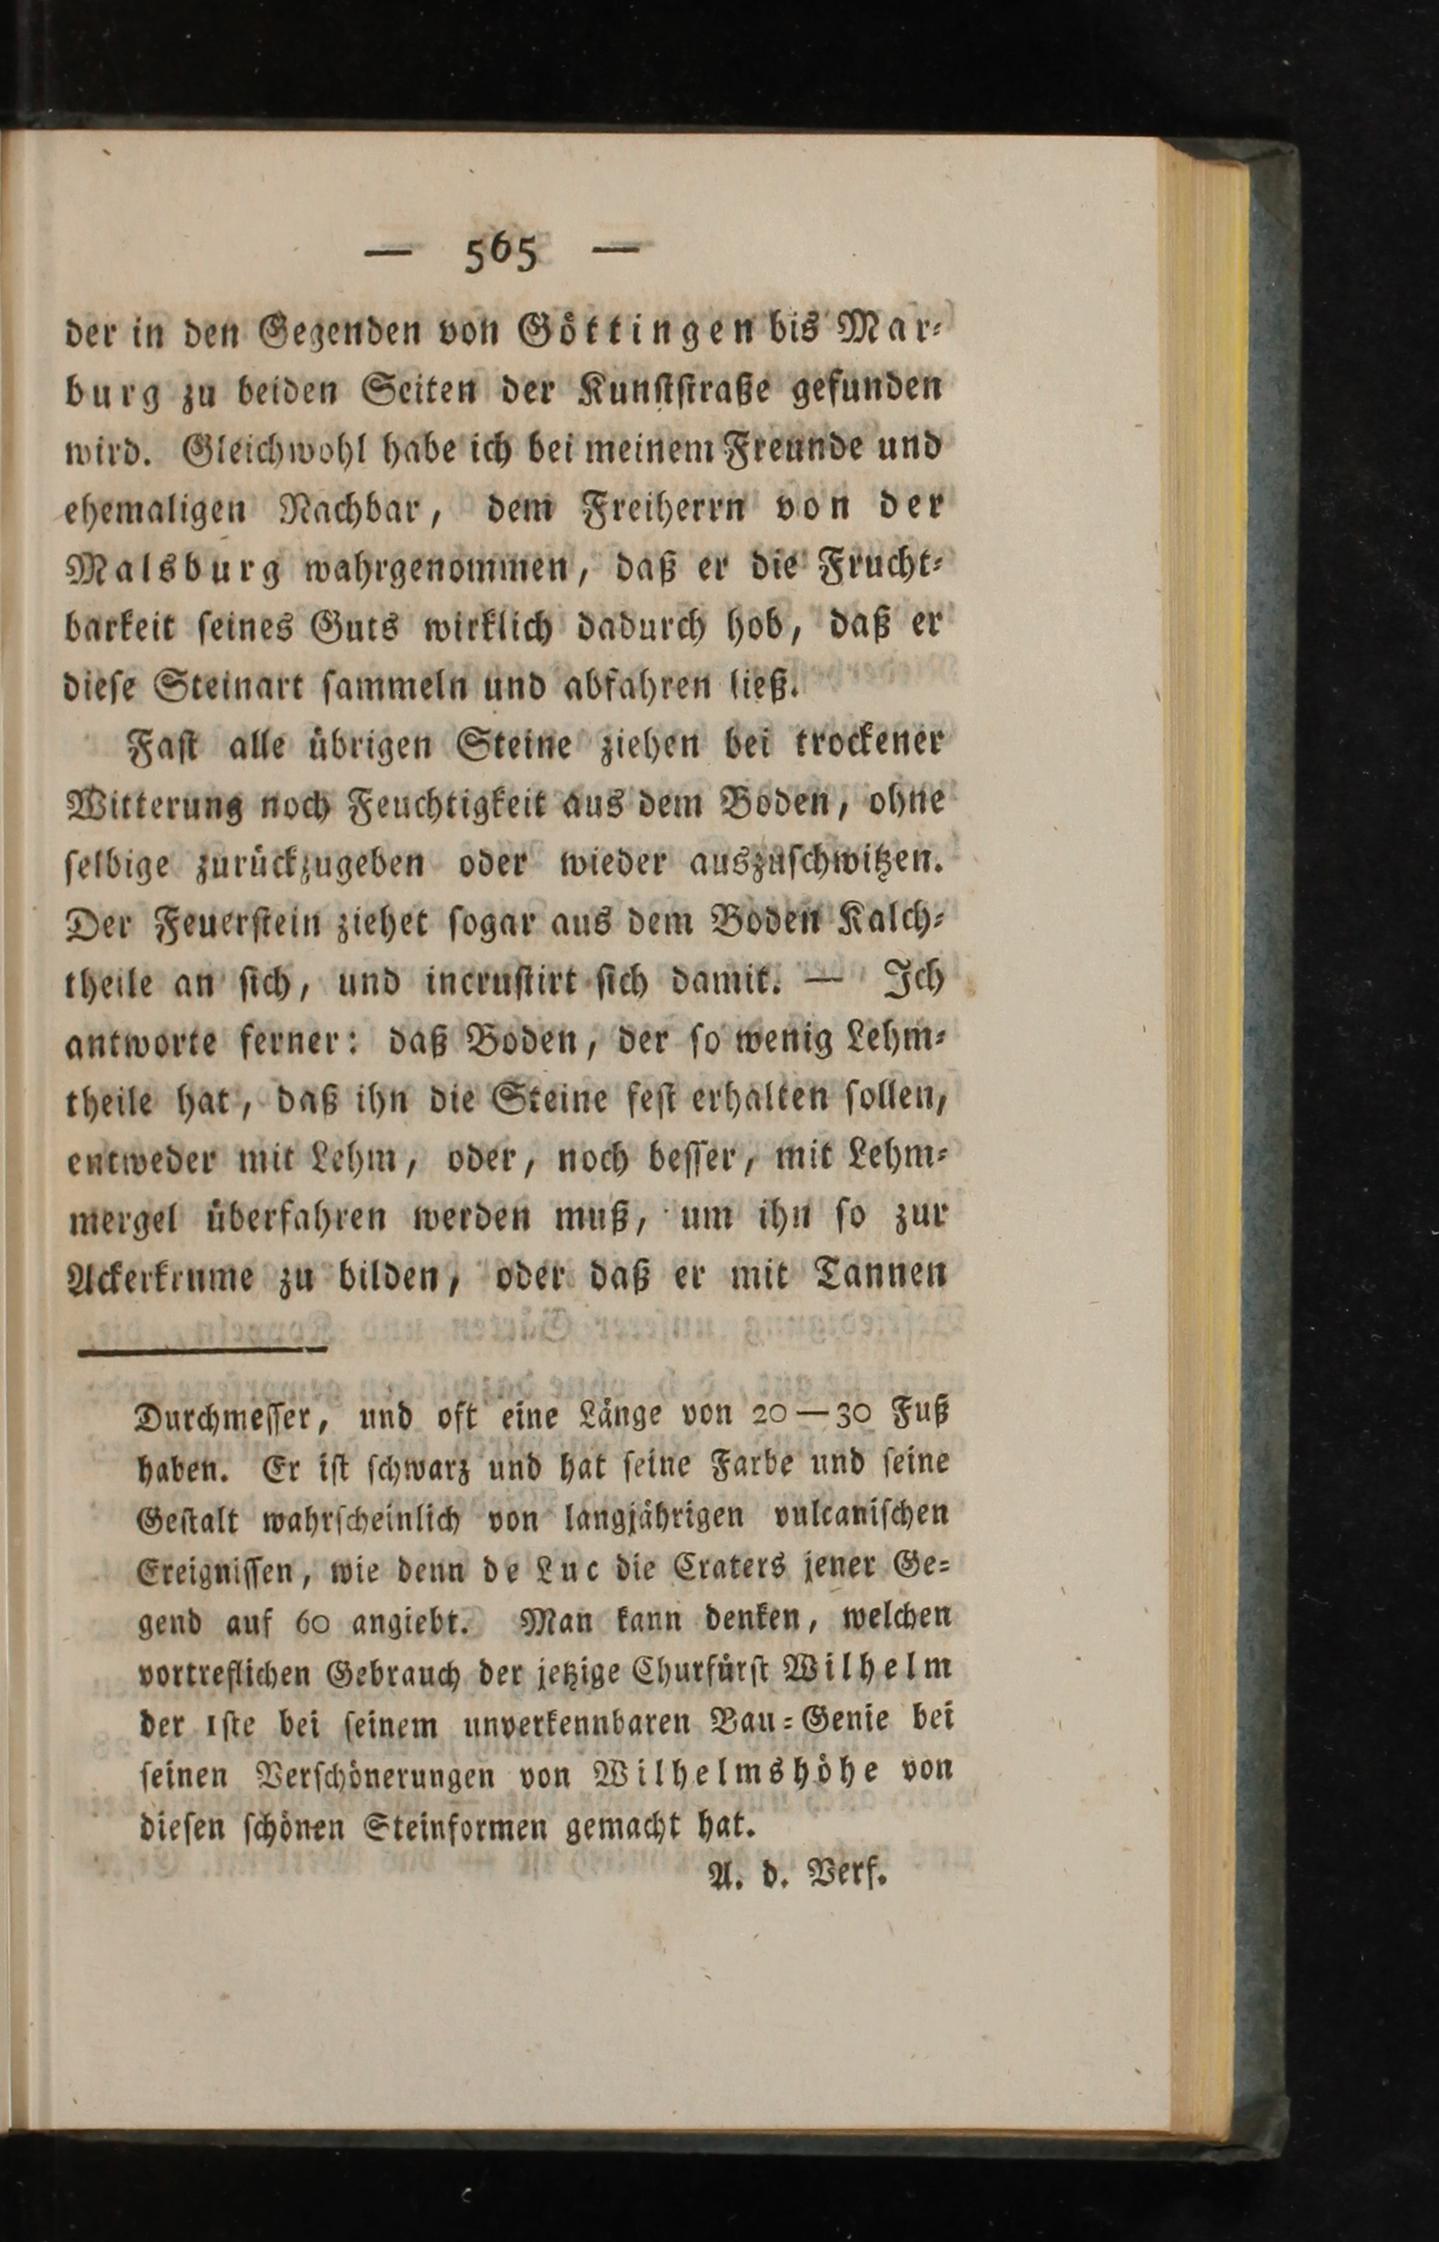 — 565 —
der in den Gegenden von Göttingen bis Mar⸗
burg zu beiden Seiten der Kunſtſtraße gefunden
wird. Gleichwohl habe ich bei meinem Freunde und
ehemaligen Nachbar, dem Freiherrn von der
Malsburg wahrgenommen, daß er die Frucht⸗
barkeit ſeines Guts wirklich dadurch hob, daß er
dieſe Steinart ſammeln und abfahren ließ.
Faſt alle übrigen Steine ziehen bei trockener
Witterung noch Feuchtigkeit aus dem Boden, ohne
ſelbige zurückzugeben oder wieder auszuſchwitzen.
Der Feuerſtein ziehet ſogar aus dem Boden Kalch⸗
theile an ſich, und incruſtirt ſich damit. — Ich
antworte ferner: daß Boden, der ſo wenig Lehm⸗
theile hat, daß ihn die Steine feſt erhalten ſollen,
entweder mit Lehm, oder, noch beſſer, mit Lehm⸗
mergel überfahren werden muß, um ihn ſo zur
Ackerkrume zu bilden, oder daß er mit Tannen
Durchmeſſer, und oft eine Länge von 20—30 Fuß
haben. Er iſt ſchwarz und hat ſeine Farbe und ſeine
Geſtalt wahrſcheinlich von langjährigen vulcaniſchen
Ereigniſſen, wie denn de Luc die Craters jener Ge⸗
gend auf 60 angiebt. Man kann denken, welchen
vortreflichen Gebrauch der jetzige Churfürſt Wilhelm
der 1ſte bei ſeinem unverkennbaren Bau⸗Genie bei
ſeinen Verſchönerungen von Wilhelmshöhe von
dieſen ſchönen Steinformen gemacht hat.
A. d. Verf.